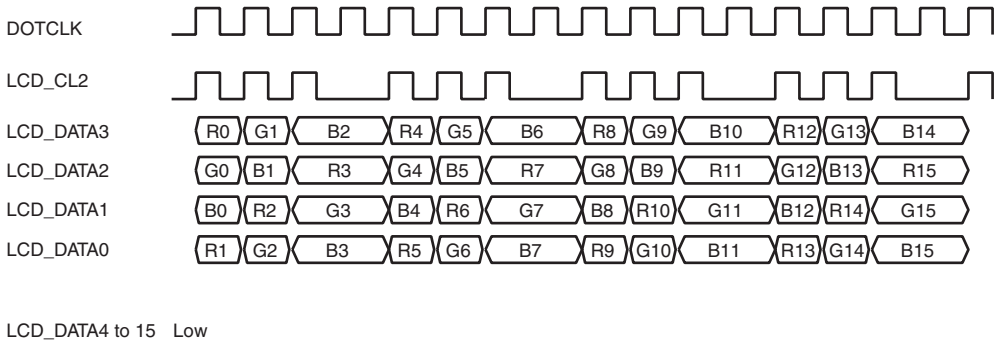 DOTCLK
LCD_CL2
LCD_DATA3 R0 G1 B2 R4 G5 B6 R8 G9 B10 R12 G13 B14
LCD_DATA2 G0 B1 R3 G4 B5 R7 G8 B9 R11 G12 B13 R15
LCD_DATA1 B0 R2 G3 B4 R6 G7 B8 R10 G11 B12 R14 G15
LCD_DATA0 R1 G2 B3 R5 G6 B7 R9 G10 B11 R13 G14 B15
LCD_DATA4 to 15 Low